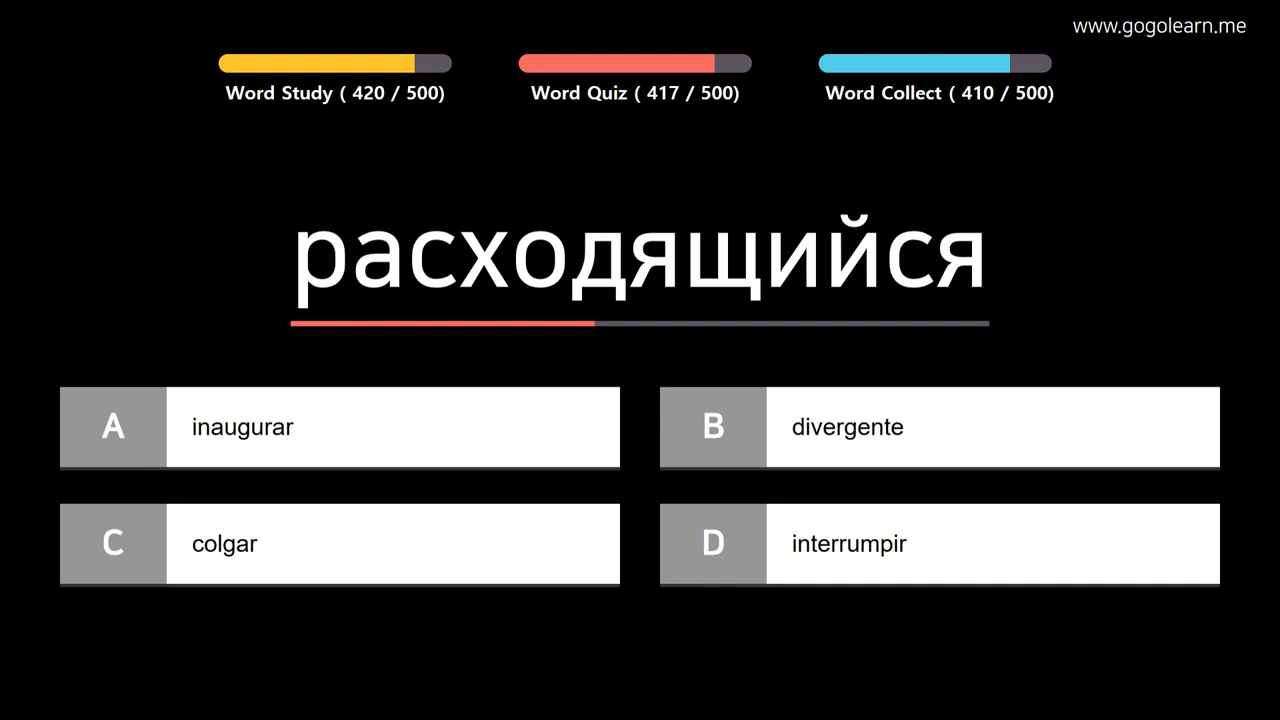 www.gogolearn.me
Word Study ( 420 / 500)
Word Quiz ( 417 / 500)
Word Collect ( 410 / 500)
расходящийся
A inaugurar
B divergente
C colgar
D interrumpir